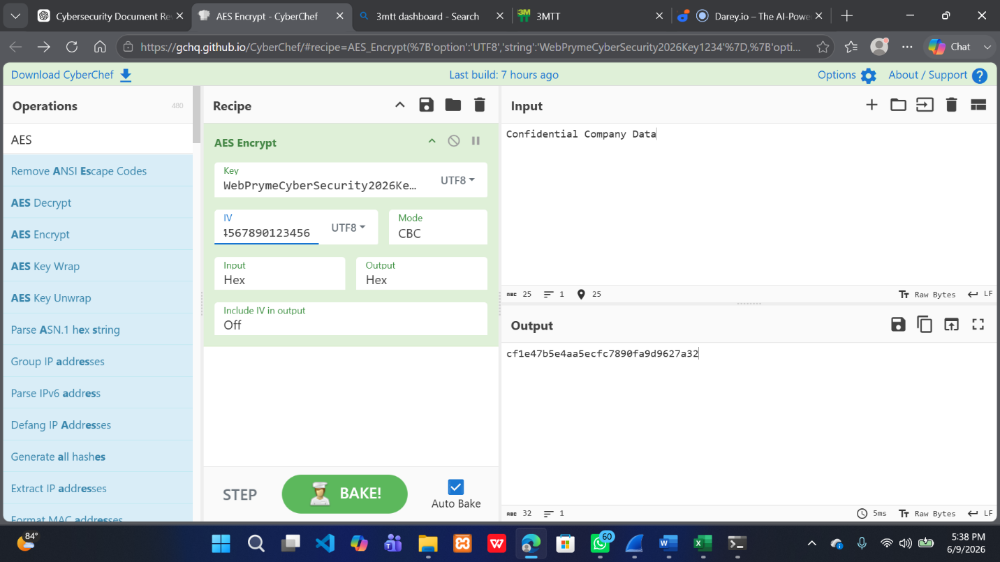 Cybersecurity Document Re
AES Encrypt - CyberChef
3mtt dashboard - Search
3MTT
Darey.io – The AI-Powe
https://gchq.github.io/CyberChef/#recipe=AES_Encrypt(%7B'option':'UTF8','string':'WebPrymeCyberSecurity2026Key1234'%7D,%7B'opti...
Chat
Download CyberChef
Last build: 7 hours ago
Options
About / Support
Operations
480
Recipe
Input
AES
AES Encrypt
Confidential Company Data
Key
WebPrymeCyberSecurity2026Ke...
UTF8
Remove ANSI Escape Codes
AES Decrypt
AES Encrypt
AES Key Wrap
AES Key Unwrap
Parse ASN.1 hex string
Group IP addresses
Parse IPv6 address
Defang IP Addresses
Generate all hashes
Extract IP addresses
Format MAC addresses
IV
4567890123456
UTF8
Mode
CBC
Input
Hex
Output
Hex
Include IV in output
Off
25
1
25
Raw Bytes
LF
Output
cf1e47b5e4aa5ecfc7890fa9d9627a32
STEP
BAKE!
Auto Bake
32
1
5ms
Raw Bytes
LF
84°
60
5:38 PM
6/9/2026